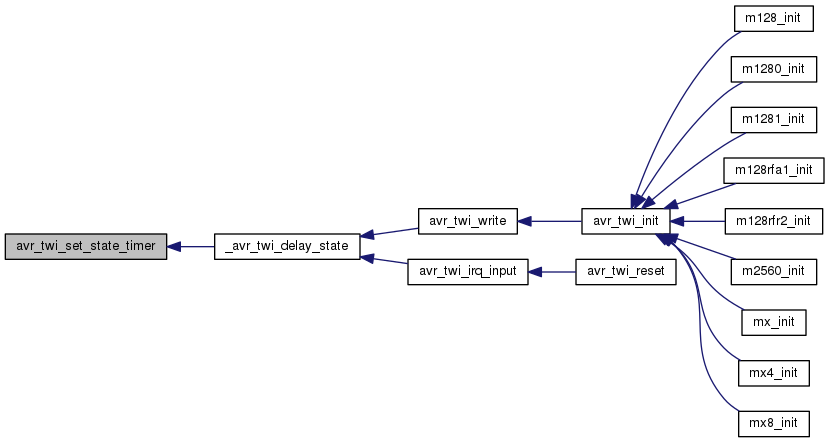 m128_init
m1280_init
m1281_init
m128rfa1_init
avr_twi_write
avr_twi_init
m128rfr2_init
avr_twi_set_state_timer
_avr_twi_delay_state
avr_twi_irq_input
avr_twi_reset
m2560_init
mx_init
mx4_init
mx8_init